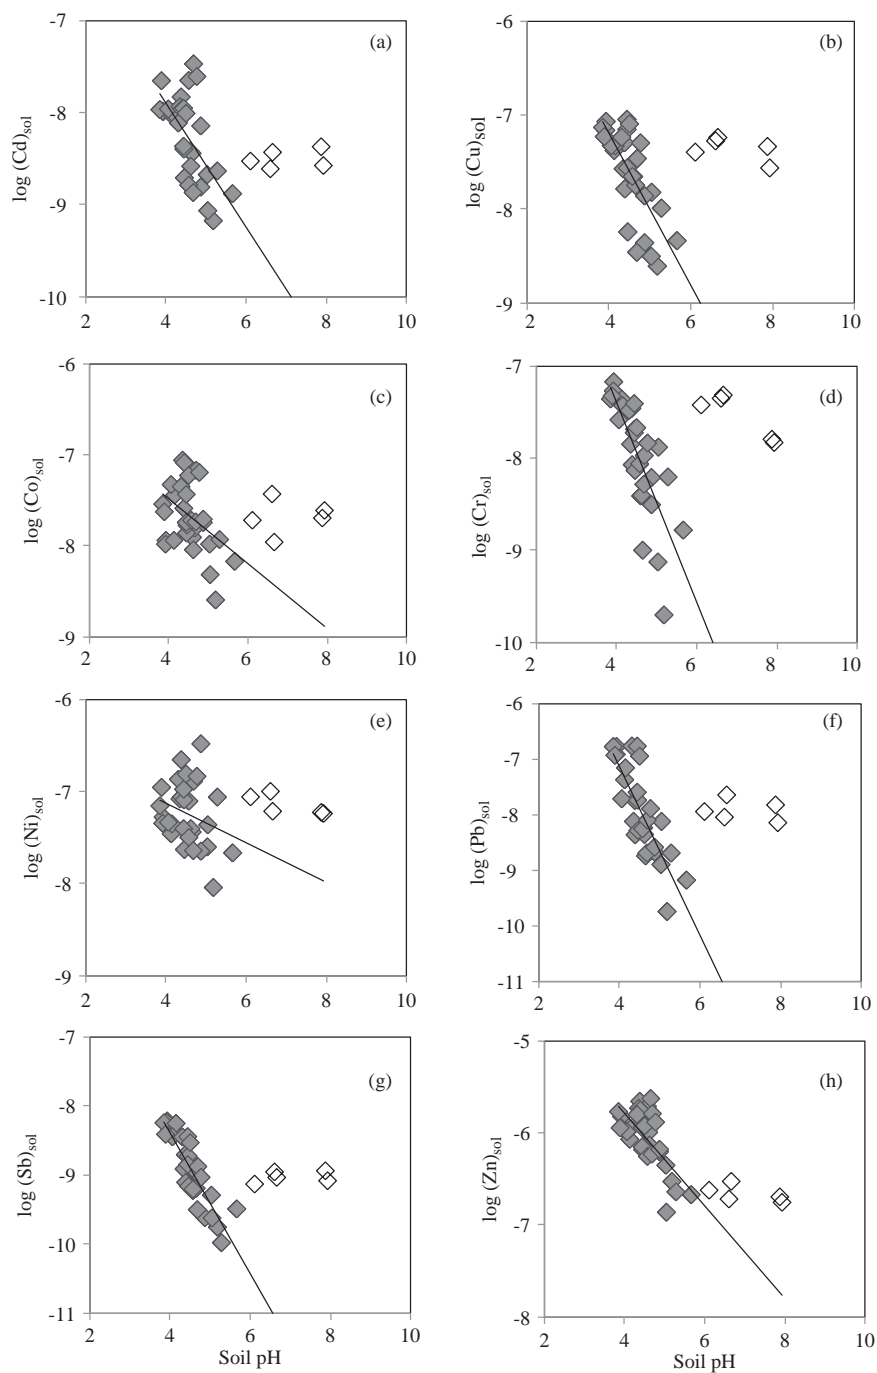 -7
(a)
-8
-9
-10
2 4 6 8 10
log (Cd)sol
-6
(b)
-7
-8
-9
2 4 6 8 10
log (Cu)sol
-6
(c)
-7
-8
-9
2 4 6 8 10
log (Co)sol
-7
(d)
-8
-9
-10
2 4 6 8 10
log (Cr)sol
-6
(e)
-7
-8
-9
2 4 6 8 10
log (Ni)sol
-6
(f)
-7
-8
-9
-10
-11
2 4 6 8 10
log (Pb)sol
-7
(g)
-8
-9
-10
-11
2 4 6 8 10
log (Sb)sol
Soil pH
-5
(h)
-6
-7
-8
2 4 6 8 10
log (Zn)sol
Soil pH